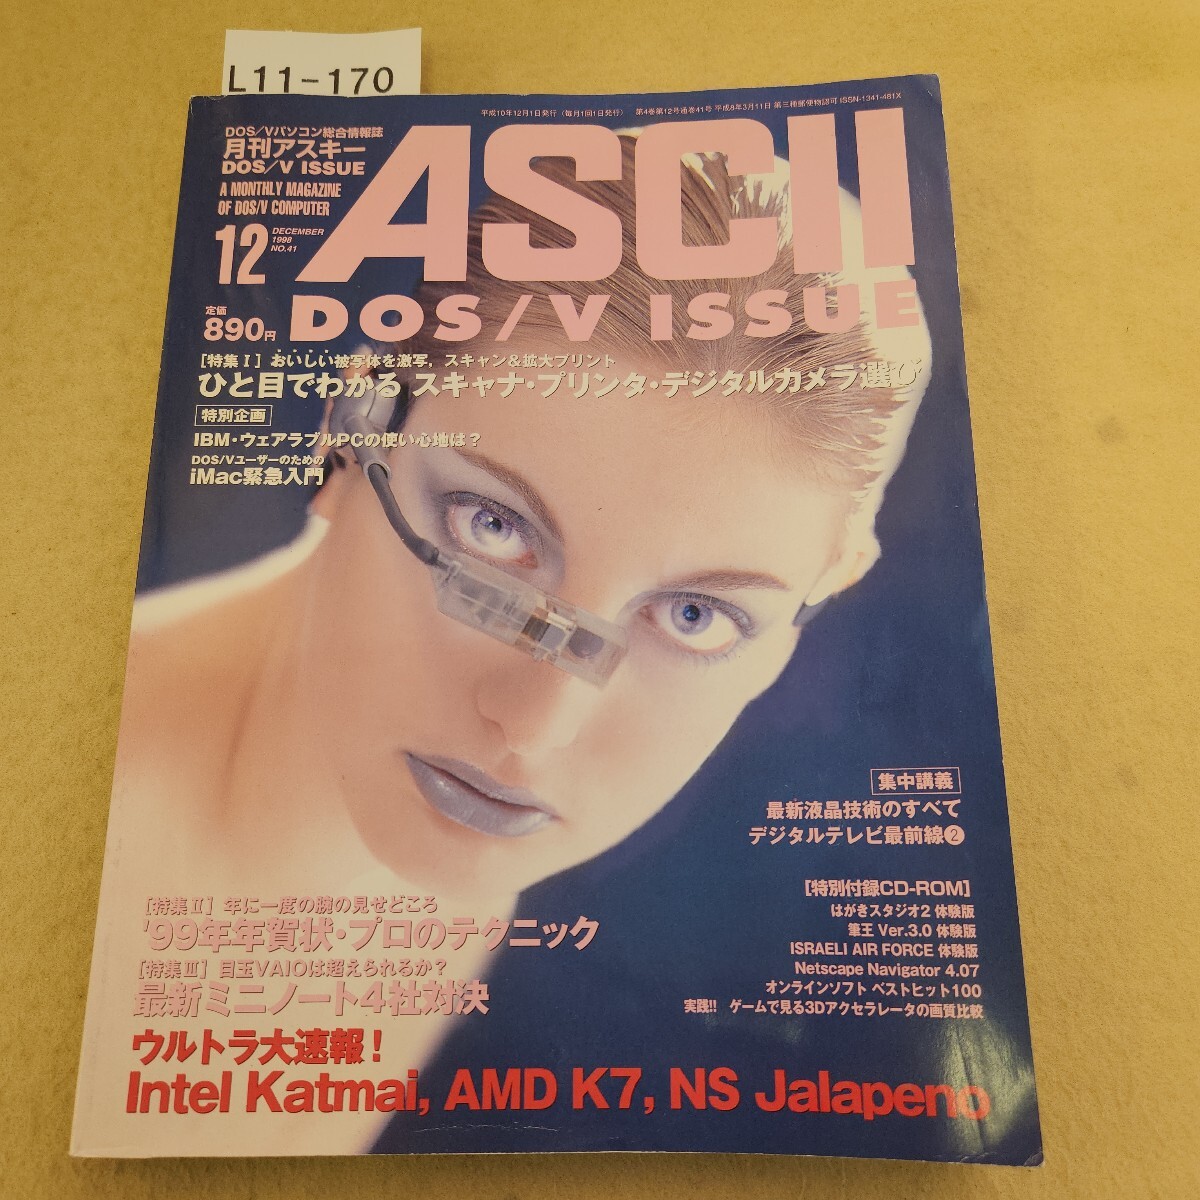 L11-170
平成10年12月1日発行（毎月1回1日発行） 第4巻第12号通巻41号 平成8年3月11日 第三種郵便物認可 ISSN-1341-481X
DOS/Vパソコン総合情報誌
月刊アスキー
DOS/V ISSUE
A MONTHLY MAGAZINE
OF DOS/V COMPUTER
12
DECEMBER
1998
NO.41
ASCII
DOS/V ISSUE
定価
890円
［特集Ⅰ］おいしい被写体を激写，スキャン＆拡大プリント
ひと目でわかる スキャナ・プリンタ・デジタルカメラ選び
特別企画
IBM・ウェアラブルPCの使い心地は？
DOS/Vユーザーのための
iMac緊急入門
集中講義
最新液晶技術のすべて
デジタルテレビ最前線❷
［特別付録CD-ROM］
はがきスタジオ2 体験版
筆王 Ver.3.0 体験版
ISRAELI AIR FORCE 体験版
Netscape Navigator 4.07
オンラインソフト ベストヒット100
実践!! ゲームで見る3Dアクセラレータの画質比較
［特集Ⅱ］年に一度の腕の見せどころ
'99年年賀状・プロのテクニック
［特集Ⅲ］目玉VAIOは超えられるか？
最新ミニノート4社対決
ウルトラ大速報！
Intel Katmai, AMD K7, NS Jalapeno